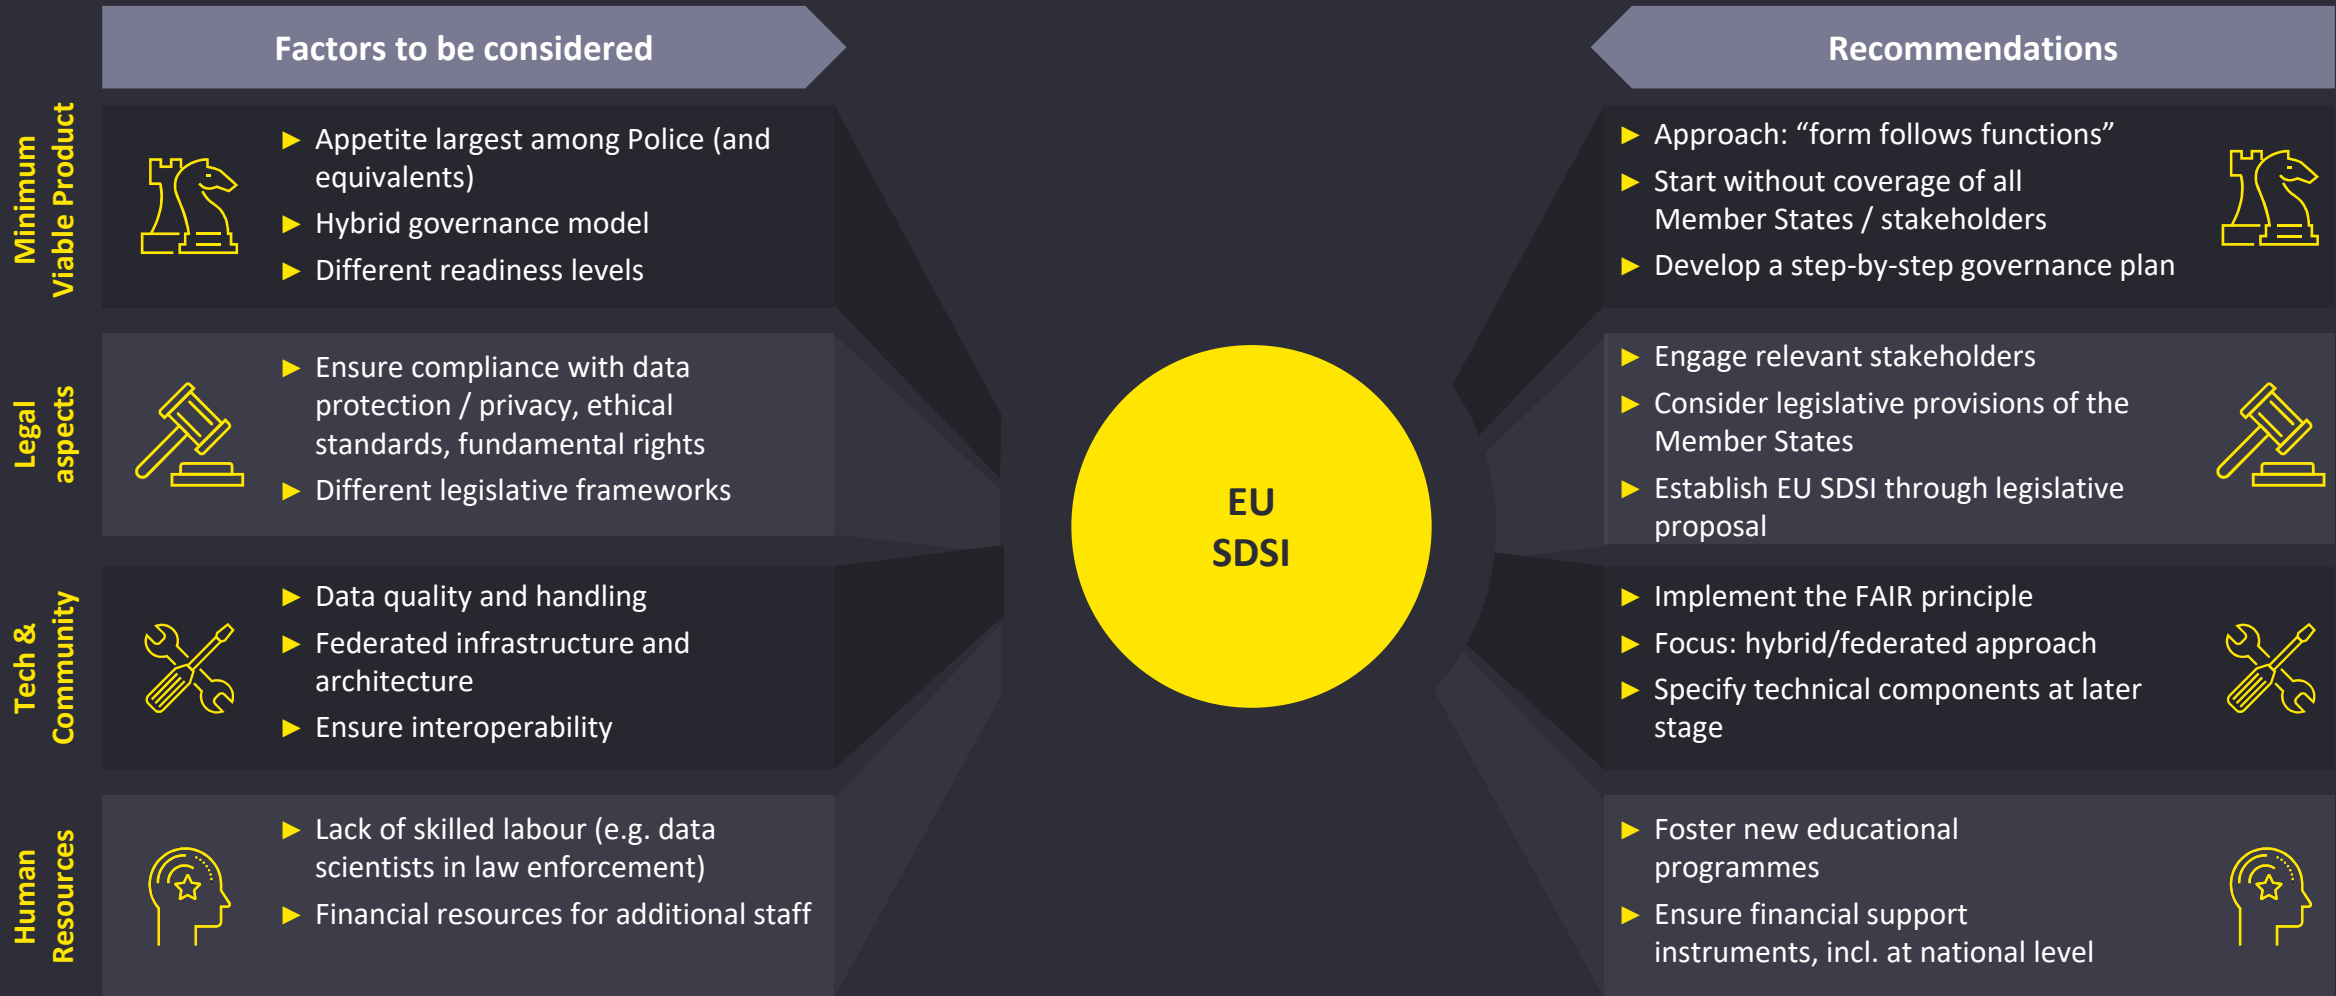 Factors to be considered
Recommendations
Minimum
Viable Product
► Appetite largest among Police (and
equivalents)
► Hybrid governance model
► Different readiness levels
► Approach: “form follows functions”
► Start without coverage of all
Member States / stakeholders
► Develop a step-by-step governance plan
Legal
aspects
► Ensure compliance with data
protection / privacy, ethical
standards, fundamental rights
► Different legislative frameworks
EU
SDSI
► Engage relevant stakeholders
► Consider legislative provisions of the
Member States
► Establish EU SDSI through legislative
proposal
Tech &
Community
► Data quality and handling
► Federated infrastructure and
architecture
► Ensure interoperability
► Implement the FAIR principle
► Focus: hybrid/federated approach
► Specify technical components at later
stage
Human
Resources
► Lack of skilled labour (e.g. data
scientists in law enforcement)
► Financial resources for additional staff
► Foster new educational
programmes
► Ensure financial support
instruments, incl. at national level